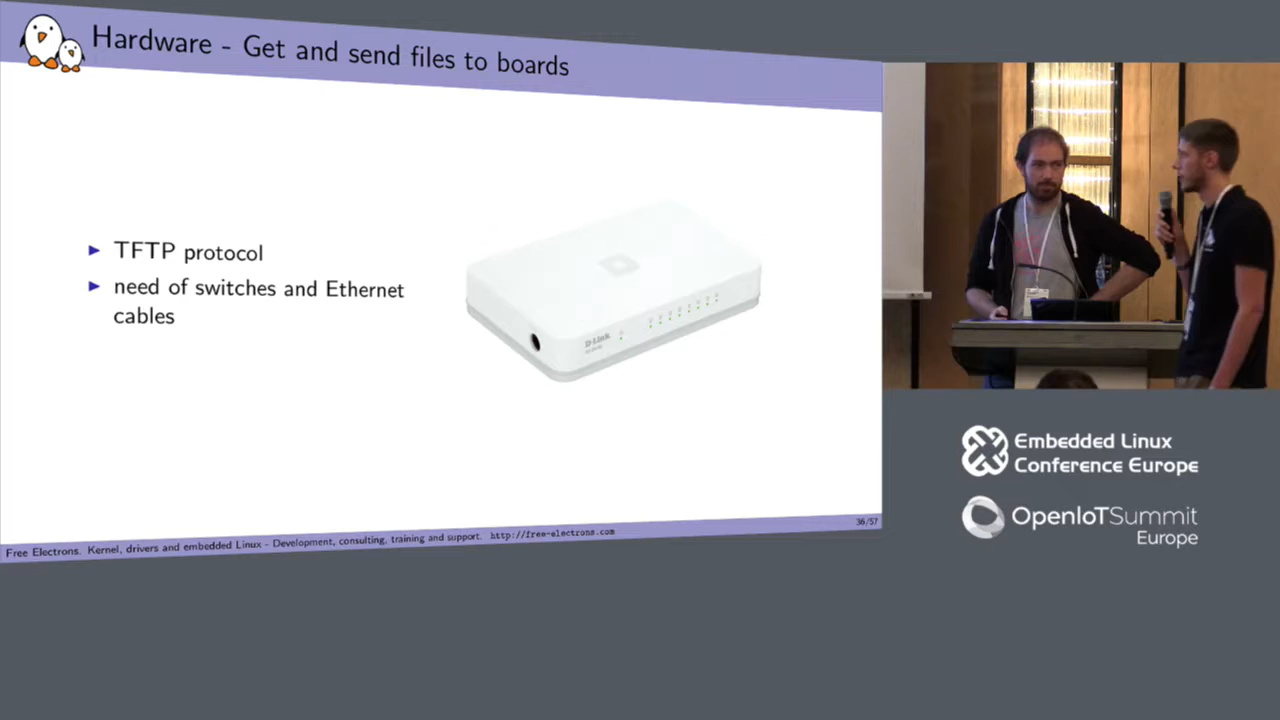 Hardware - Get and send files to boards
▶ TFTP protocol
▶ need of switches and Ethernet
cables
D-Link
Free Electrons. Kernel, drivers and embedded Linux - Development, consulting, training and support. http://free-electrons.com
36/57
Embedded Linux
Conference Europe
OpenIoTSummit
Europe